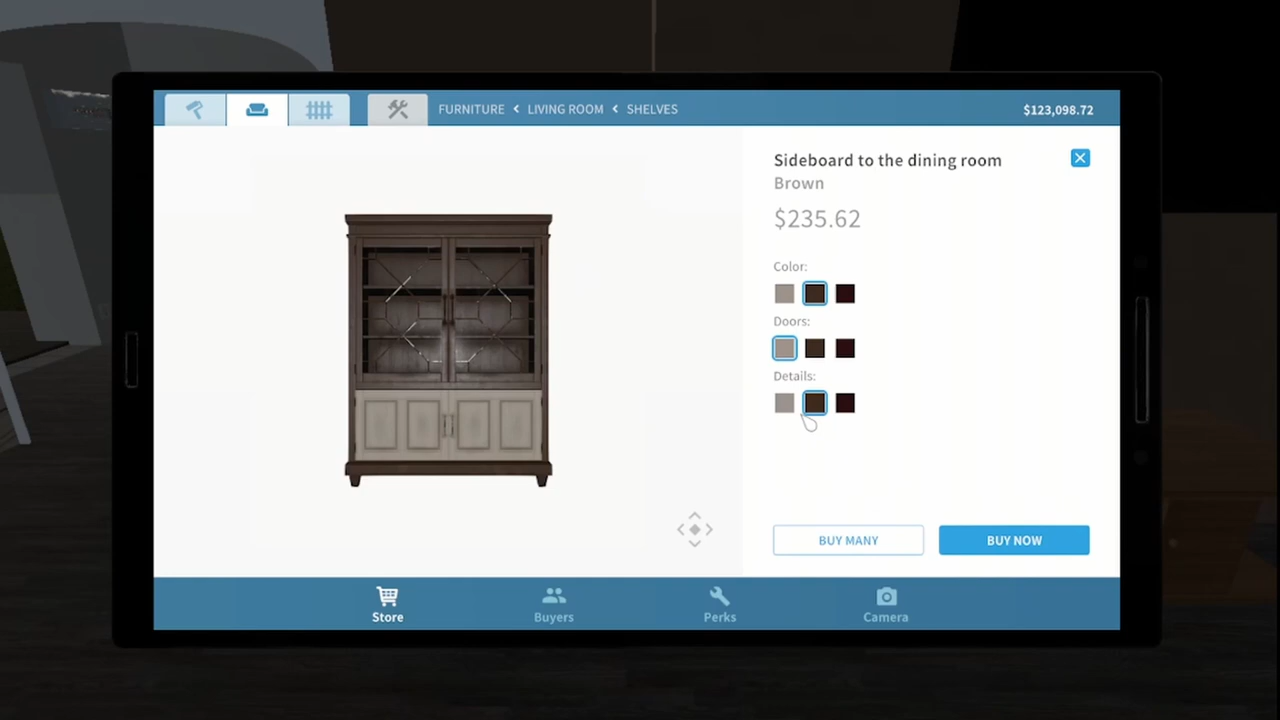 FURNITURE < LIVING ROOM < SHELVES
$123,098.72
Sideboard to the dining room
Brown
$235.62
Color:
Doors:
Details:
BUY MANY
BUY NOW
Store
Buyers
Perks
Camera